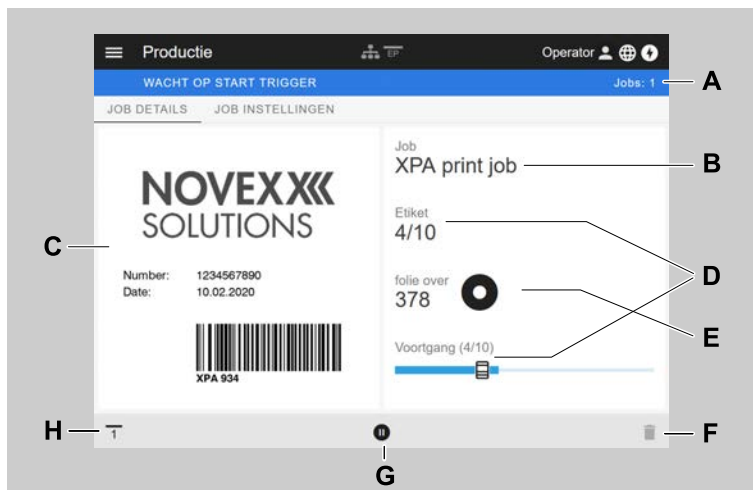 Productie
EP
Operator
WACHT OP START TRIGGER
Jobs: 1
A
JOB DETAILS
JOB INSTELLINGEN
Job
XPA print job
B
NOVEXX
SOLUTIONS
Etiket
4/10
C
Number: 1234567890
Date: 10.02.2020
D
folie over
378
E
Voortgang (4/10)
XPA 934
H
1
F
G